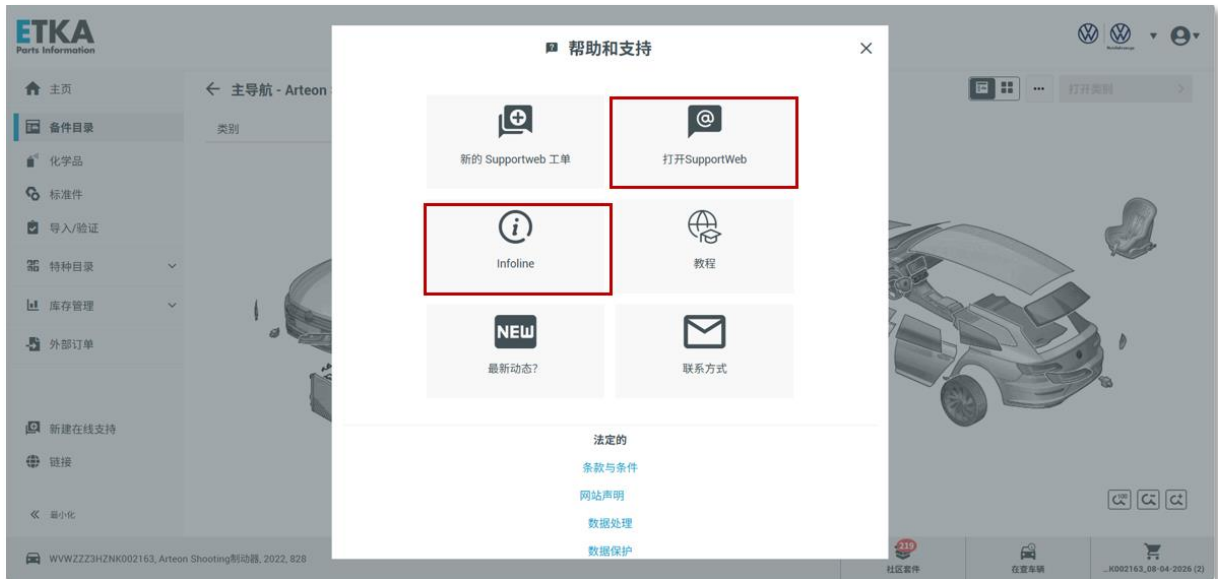 ETKA
Parts Information
帮助和支持
主页
主导航 - Arteon
打开类别
备件目录
类别
化学品
新的 Supportweb 工单
打开SupportWeb
标准件
导入/验证
特种目录
Infoline
教程
库存管理
外部订单
NEW
最新动态?
联系方式
新建在线支持
法定的
链接
条款与条件
网站声明
最小化
数据处理
数据保护
WVWZZZ3HZNK002163, Arteon Shooting制动器, 2022, 828
219
社区套件
在查车辆
...K002163_08-04-2026 (2)